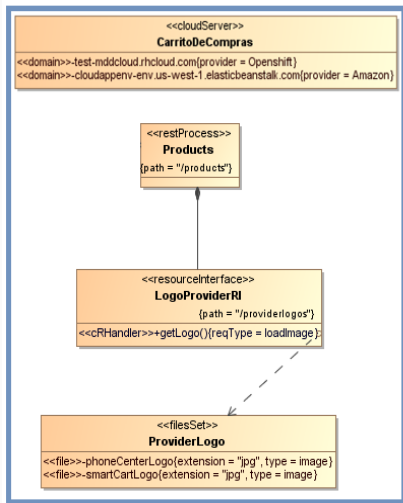 <<cloudServer>>
CarritoDeCompras
<<domain>>-test-mddcloud.rhcloud.com{provider = Openshift}
<<domain>>-cloudappenv-env.us-west-1.elasticbeanstalk.com{provider = Amazon}
<<restProcess>>
Products
{path = "/products"}
<<resourceInterface>>
LogoProviderRI
{path = "/providerlogos"}
<<cRHandler>>+getLogo(){reqType = loadImage}
<<filesSet>>
ProviderLogo
<<file>>-phoneCenterLogo{extension = "jpg", type = image}
<<file>>-smartCartLogo{extension = "jpg", type = image}